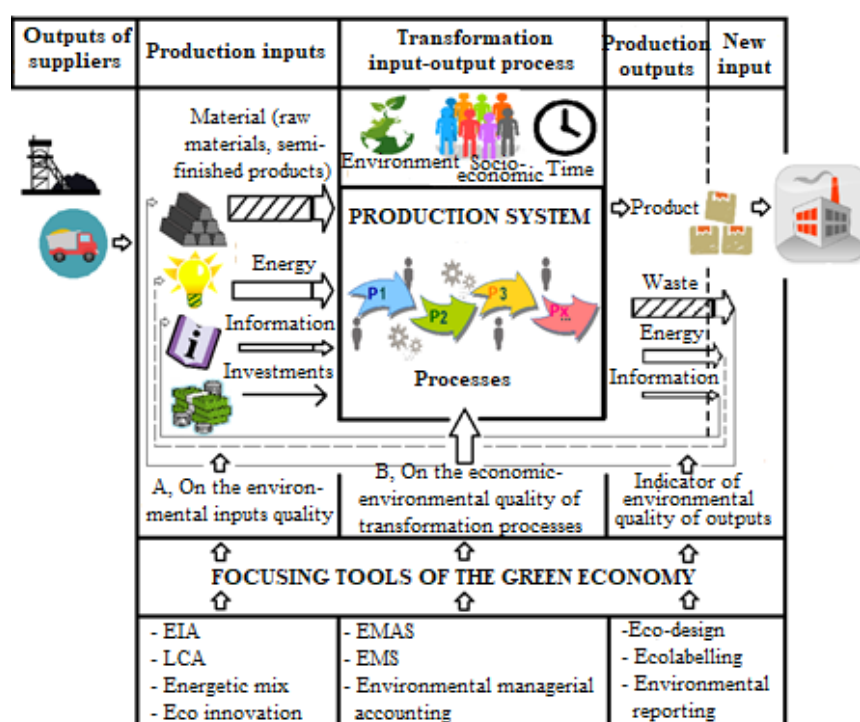 Outputs of
suppliers
Production inputs
Transformation
input-output process
Production
outputs
New
input
Material (raw
materials, semi-
finished products)
Environment
Socio-
economic
Time
PRODUCTION SYSTEM
Product
Energy
P1
P2
P3
Px...
Waste
Information
Energy
Investments
Processes
Information
A, On the environ-
mental inputs quality
B, On the economic-
environmental quality of
transformation processes
Indicator of
environmental
quality of outputs
FOCUSING TOOLS OF THE GREEN ECONOMY
- EIA
- LCA
- Energetic mix
- Eco innovation
- EMAS
- EMS
- Environmental managerial
accounting
-Eco-design
- Ecolabelling
- Environmental
reporting